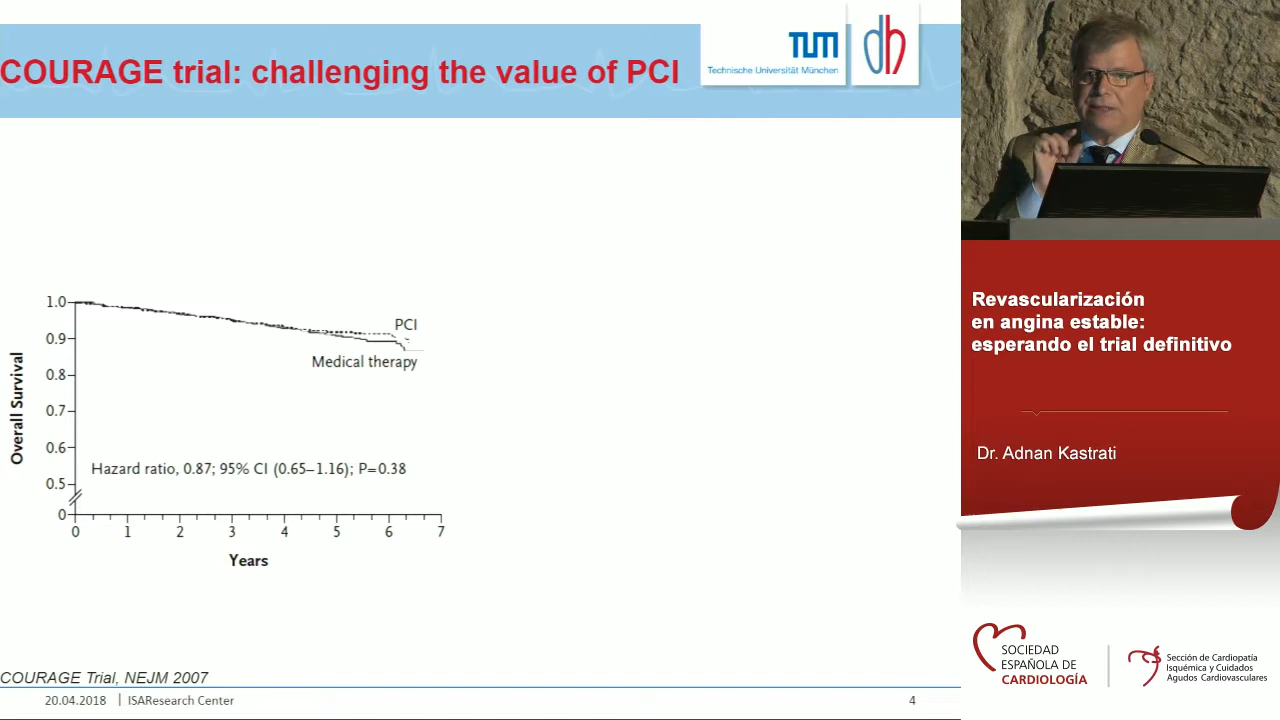 COURAGE trial: challenging the value of PCI
TUM
Technische Universität München
dh
1.0
0.9
0.8
0.7
0.6
0.5
0
Overall Survival
PCI
Medical therapy
Hazard ratio, 0.87; 95% CI (0.65–1.16); P=0.38
0 1 2 3 4 5 6 7
Years
COURAGE Trial, NEJM 2007
20.04.2018 | ISAResearch Center
4
Revascularización
en angina estable:
esperando el trial definitivo
Dr. Adnan Kastrati
SOCIEDAD
ESPAÑOLA DE
CARDIOLOGÍA
Sección de Cardiopatía
Isquémica y Cuidados
Agudos Cardiovasculares